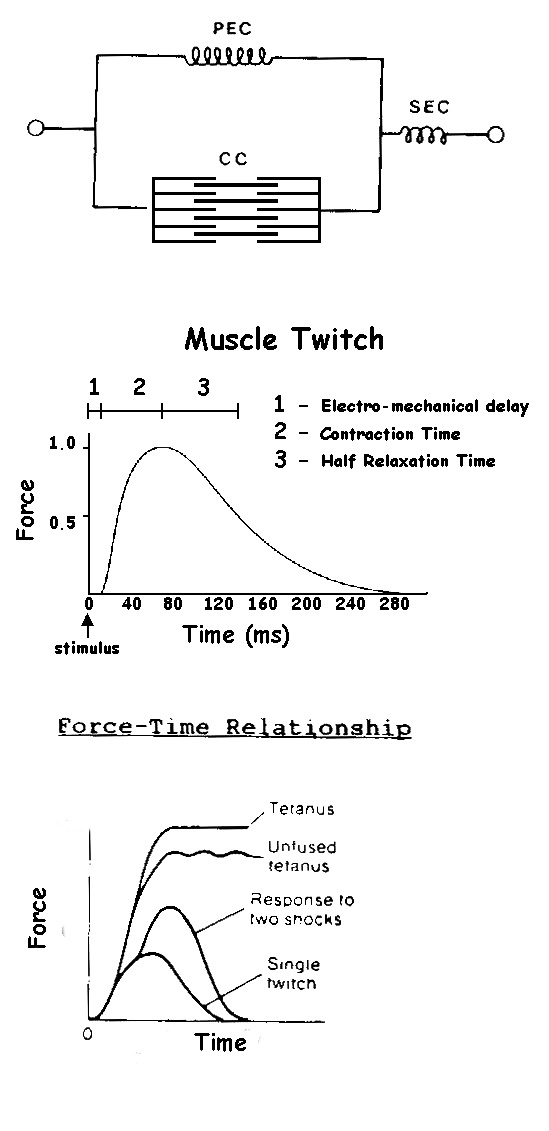 PEC
SEC
CC
Muscle Twitch
1 2 3
1 - Electro-mechanical delay
2 - Contraction Time
3 - Half Relaxation Time
1.0
0.5
Force
0 40 80 120 160 200 240 280
Time (ms)
stimulus
Force-Time Relationship
Tetanus
Unfused
tetanus
Response to
two shocks
Single
twitch
Force
0
Time